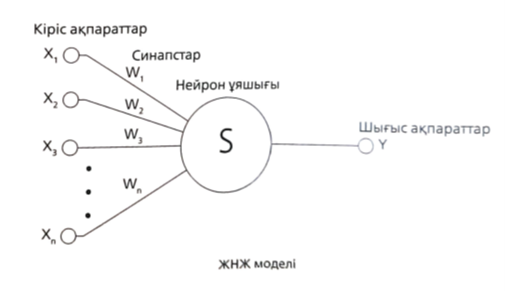 Кіріс ақпараттар
X₁
Синапстар
W₁
Нейрон ұяшығы
X₂
W₂
Шығыс ақпараттар
X₃
W₃
S
Y
Wₙ
Xₙ
ЖНЖ моделі